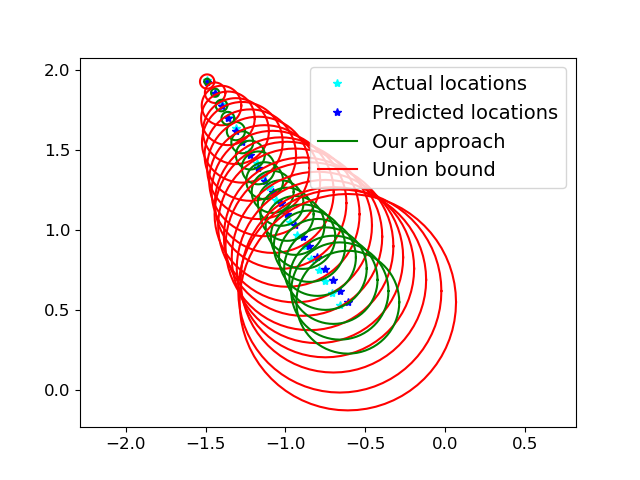 Actual locations
Predicted locations
Our approach
Union bound
2.0
1.5
1.0
0.5
0.0
−2.0 −1.5 −1.0 −0.5 0.0 0.5